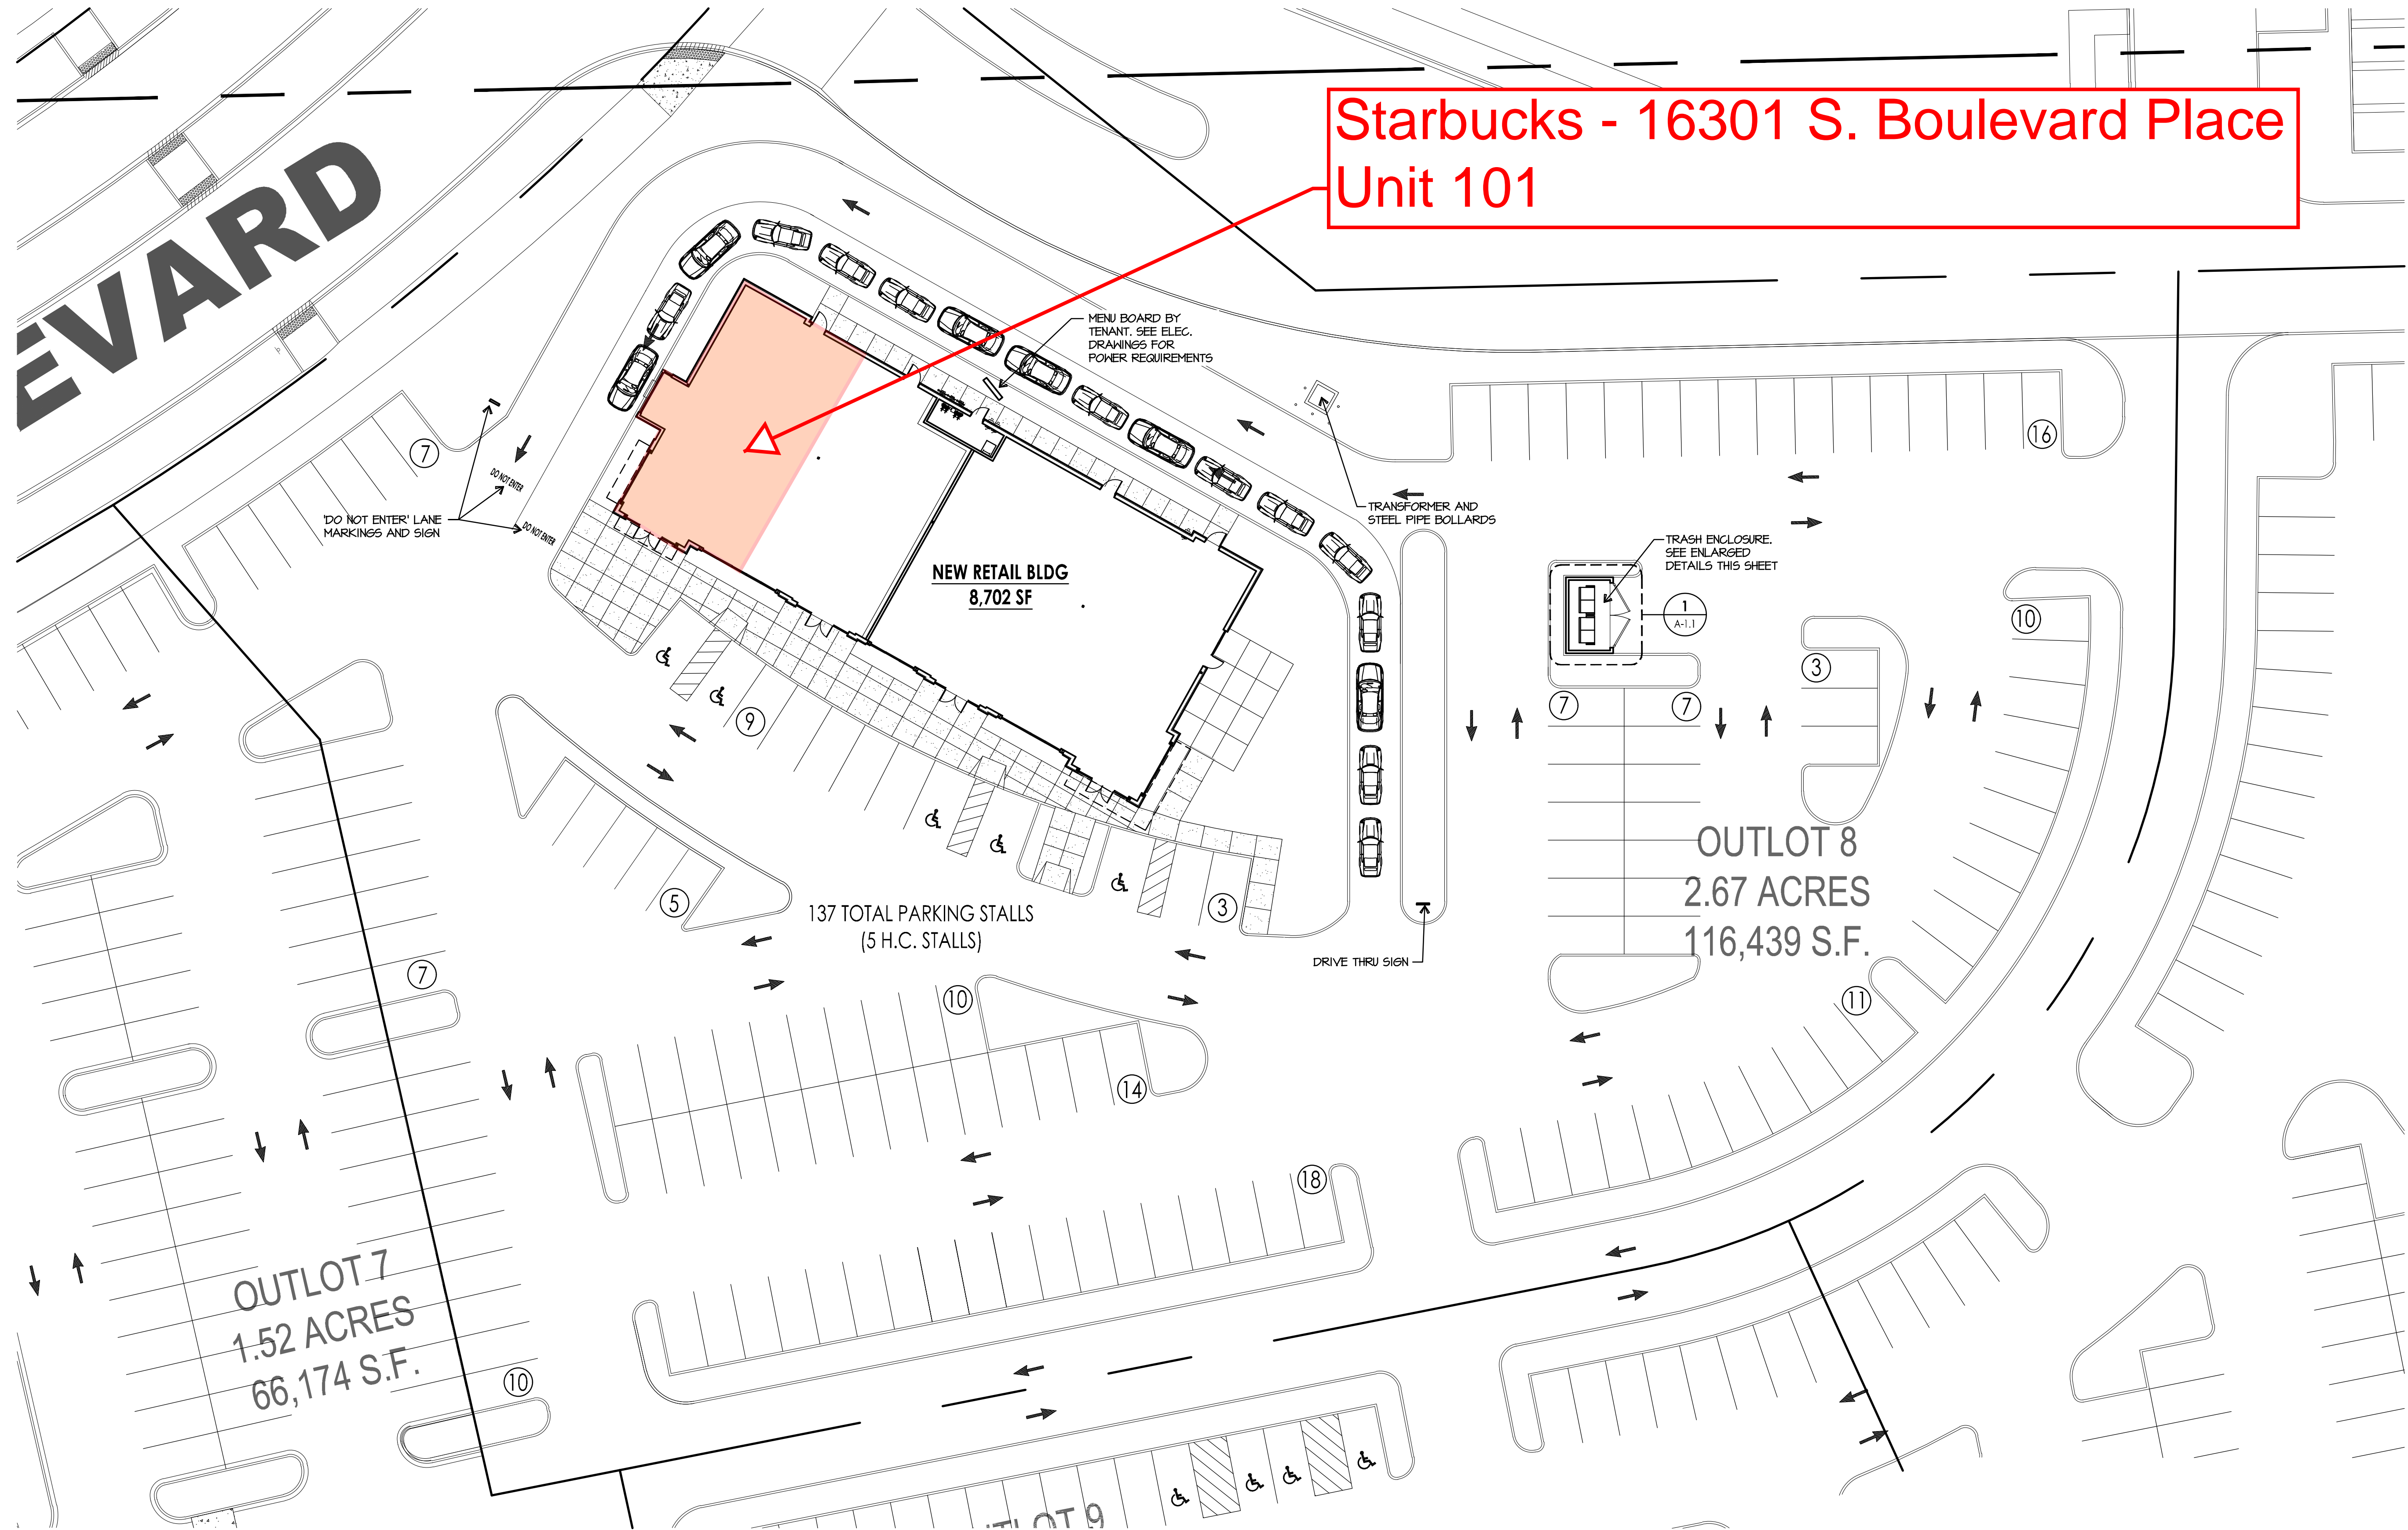 EVARD
Starbucks - 16301 S. Boulevard Place
Unit 101
MENU BOARD BY
TENANT. SEE ELEC.
DRAWINGS FOR
POWER REQUIREMENTS
7
16
DO NOT ENTER
DO NOT ENTER
'DO NOT ENTER' LANE
MARKINGS AND SIGN
TRANSFORMER AND
STEEL PIPE BOLLARDS
TRASH ENCLOSURE.
SEE ENLARGED
DETAILS THIS SHEET
NEW RETAIL BLDG
8,702 SF
1
A-1.1
10
3
7
7
9
OUTLOT 8
2.67 ACRES
116,439 S.F.
5
3
137 TOTAL PARKING STALLS
(5 H.C. STALLS)
DRIVE THRU SIGN
7
10
11
14
18
OUTLOT 7
1.52 ACRES
66,174 S.F.
10
TLOT 9